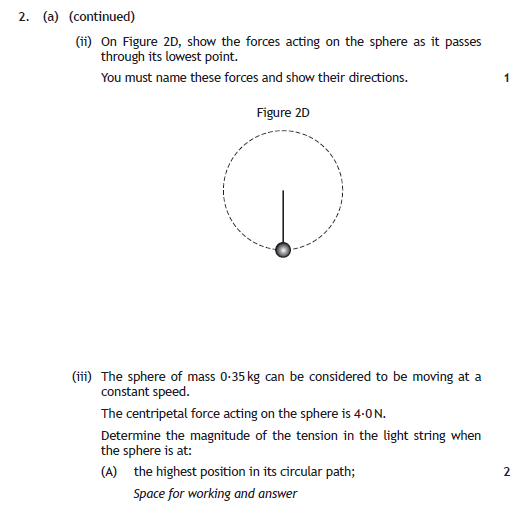 2. (a) (continued)
(ii) On Figure 2D, show the forces acting on the sphere as it passes
through its lowest point.
You must name these forces and show their directions. 1
Figure 2D
(iii) The sphere of mass 0·35 kg can be considered to be moving at a
constant speed.
The centripetal force acting on the sphere is 4·0 N.
Determine the magnitude of the tension in the light string when
the sphere is at:
(A) the highest position in its circular path; 2
Space for working and answer